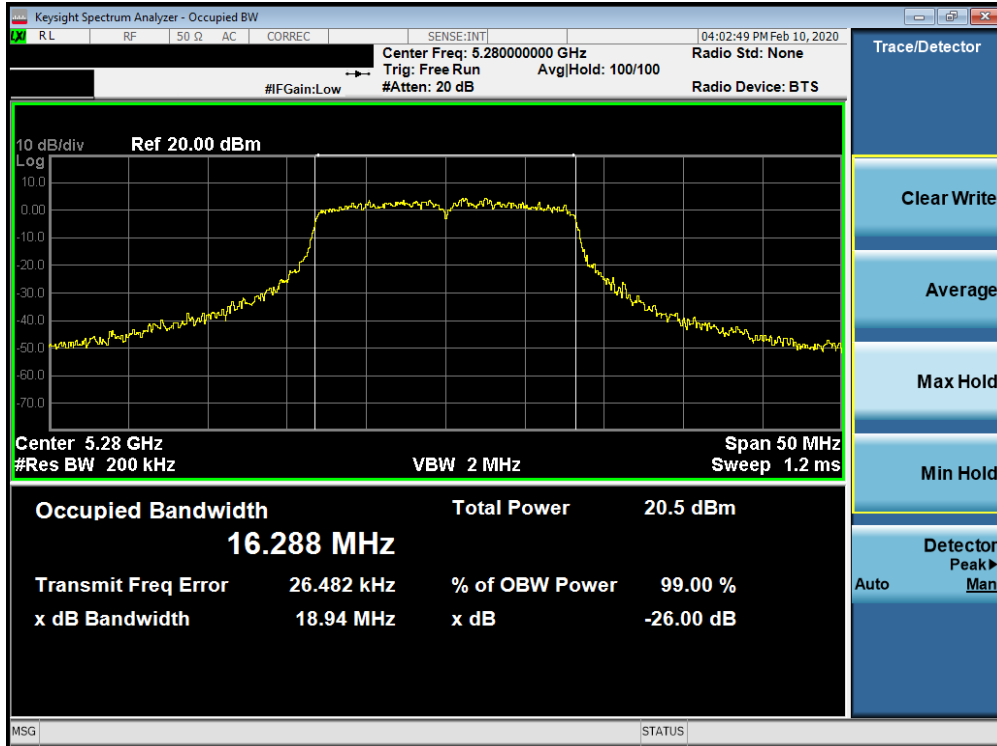 Keysight Spectrum Analyzer - Occupied BW
LXI RL RF 50 Ω AC CORREC SENSE:INT 04:02:49 PM Feb 10, 2020
Center Freq: 5.280000000 GHz Radio Std: None
Trig: Free Run Avg|Hold: 100/100
#IFGain:Low #Atten: 20 dB Radio Device: BTS
10 dB/div Ref 20.00 dBm
Log
10.0
0.00
-10.0
-20.0
-30.0
-40.0
-50.0
-60.0
-70.0
Center 5.28 GHz Span 50 MHz
#Res BW 200 kHz VBW 2 MHz Sweep 1.2 ms
Occupied Bandwidth Total Power 20.5 dBm
16.288 MHz
Transmit Freq Error 26.482 kHz % of OBW Power 99.00 %
x dB Bandwidth 18.94 MHz x dB -26.00 dB
MSG STATUS
Trace/Detector
Clear Write
Average
Max Hold
Min Hold
Detector
Peak▶
Auto Man